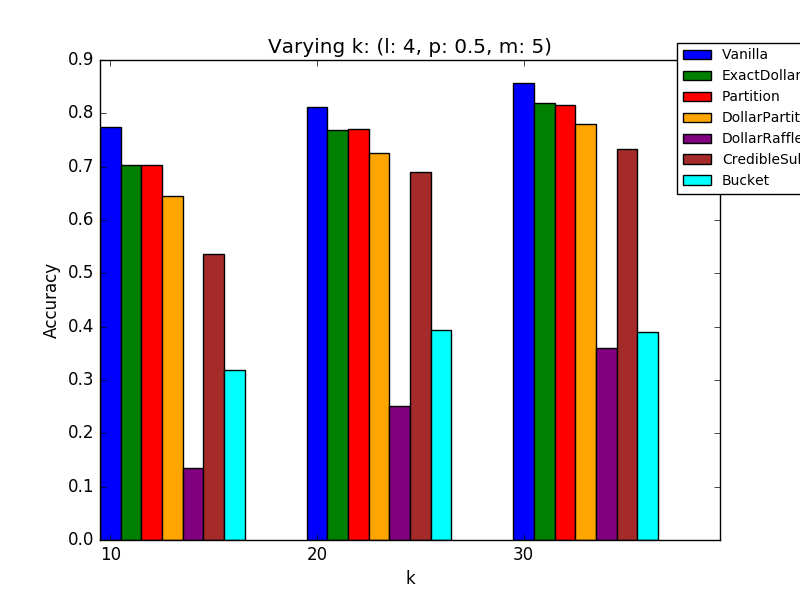 Varying k: (l: 4, p: 0.5, m: 5)
Vanilla
ExactDollar
Partition
DollarPartit
DollarRaffle
CredibleSul
Bucket
0.9
0.8
0.7
0.6
0.5
0.4
0.3
0.2
0.1
0.0
Accuracy
10 20 30
k